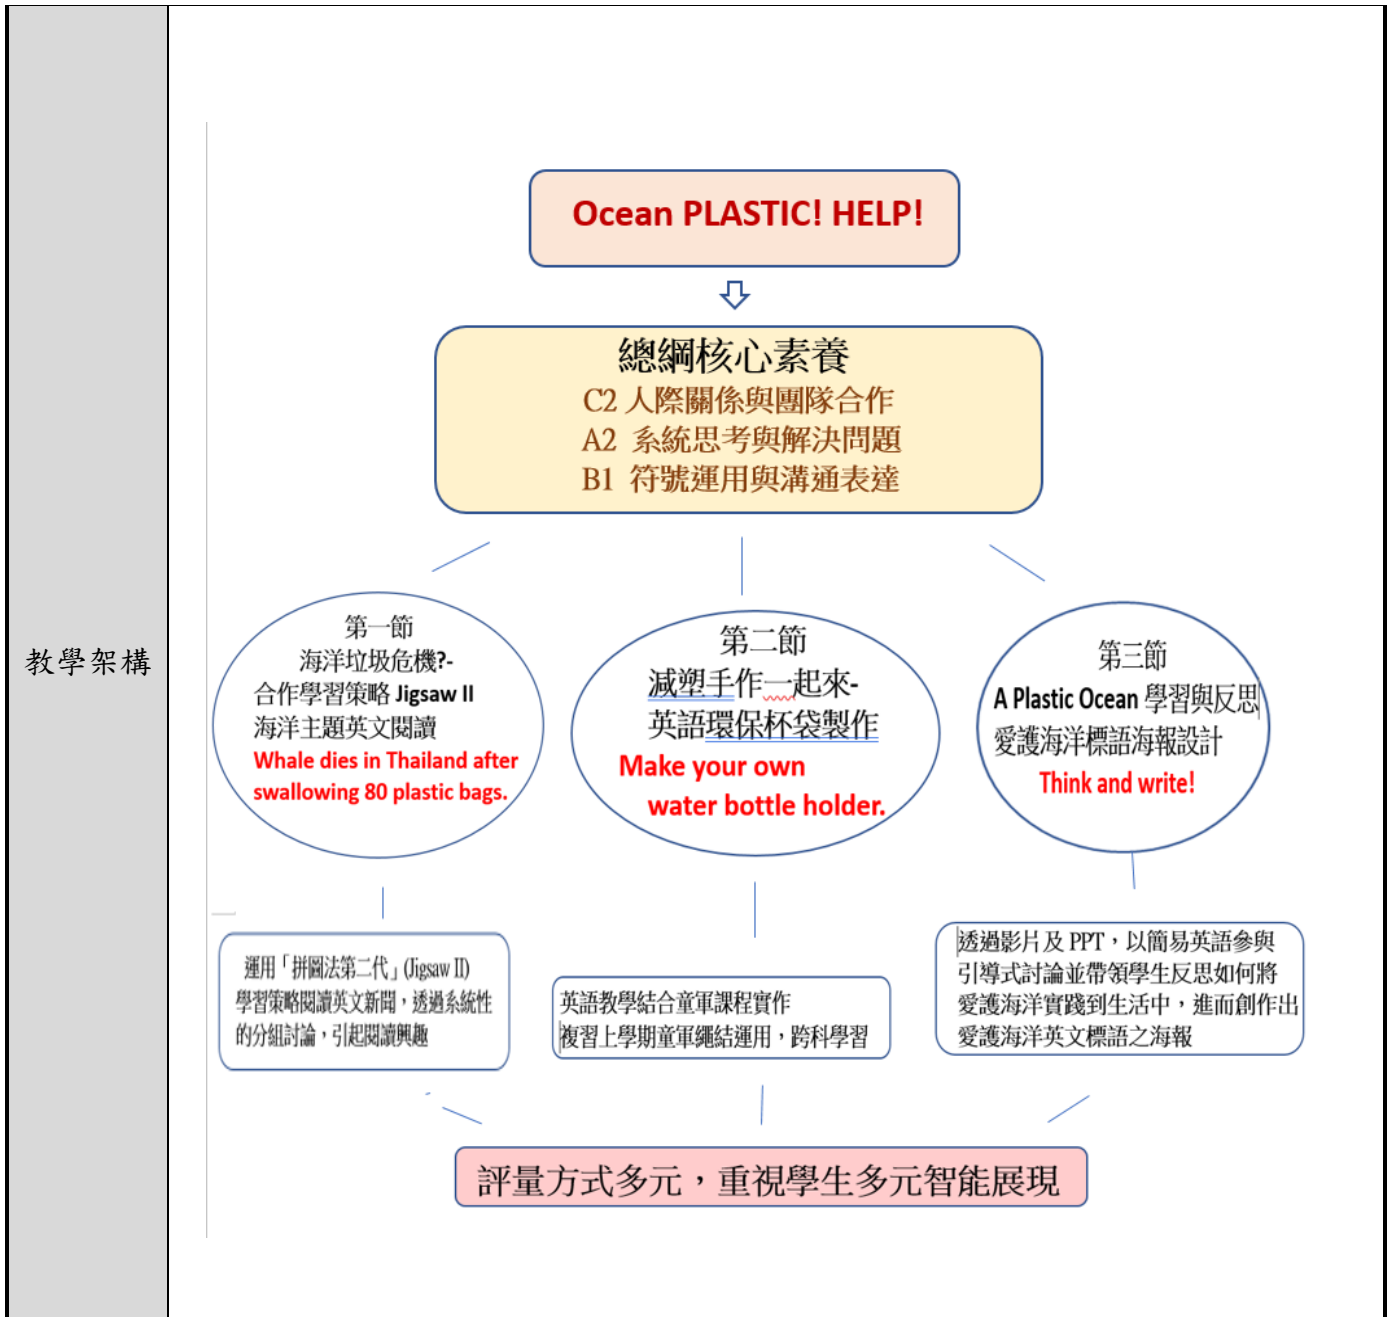 教學架構
Ocean PLASTIC! HELP!
總綱核心素養
C2 人際關係與團隊合作
A2 系統思考與解決問題
B1 符號運用與溝通表達
第一節
海洋垃圾危機?-
合作學習策略 Jigsaw II
海洋主題英文閱讀
Whale dies in Thailand after
swallowing 80 plastic bags.
第二節
減塑手作一起來-
英語環保杯袋製作
Make your own
water bottle holder.
第三節
A Plastic Ocean 學習與反思
愛護海洋標語海報設計
Think and write!
運用「拼圖法第二代」(Jigsaw II)
學習策略閱讀英文新聞，透過系統性
的分組討論，引起閱讀興趣
英語教學結合童軍課程實作
複習上學期童軍繩結運用，跨科學習
透過影片及 PPT，以簡易英語參與
引導式討論並帶領學生反思如何將
愛護海洋實踐到生活中，進而創作出
愛護海洋英文標語之海報
評量方式多元，重視學生多元智能展現